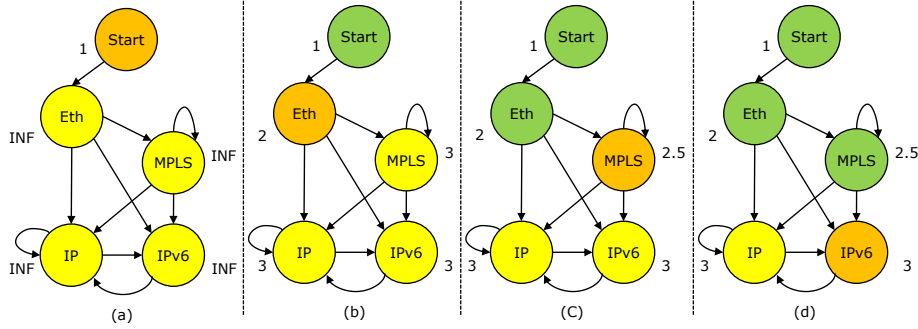 Start
1
Eth
INF
MPLS
INF
IP
INF
IPv6
INF
(a)
Start
1
Eth
2
MPLS
3
IP
3
IPv6
3
(b)
Start
1
Eth
2
MPLS
2.5
IP
3
IPv6
3
(C)
Start
1
Eth
2
MPLS
2.5
IP
3
IPv6
3
(d)